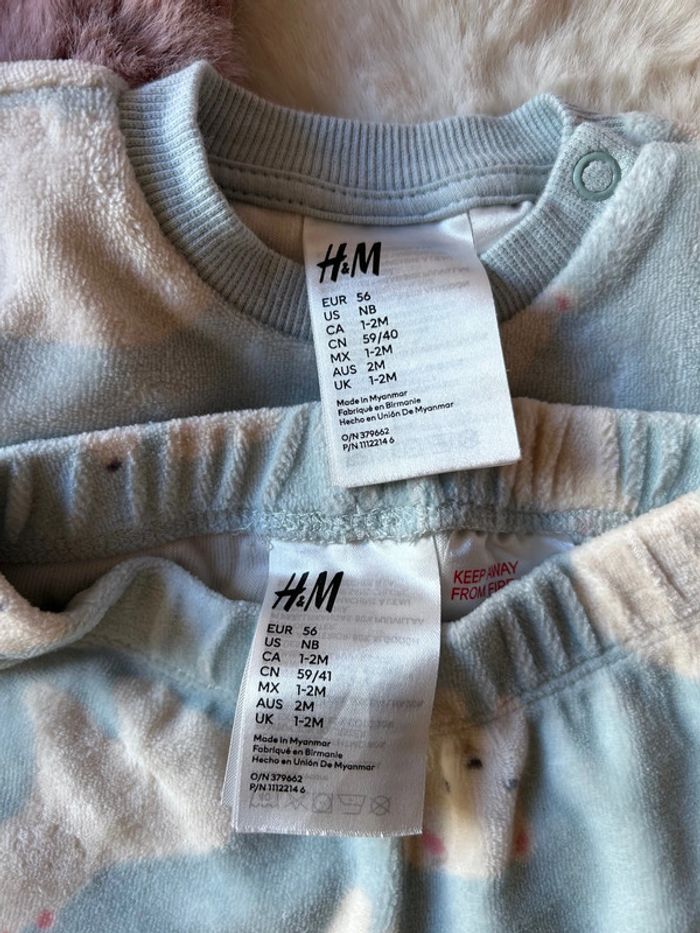 H&M
EUR 56
US NB
CA 1-2M
CN 59/40
MX 1-2M
AUS 2M
UK 1-2M
Made in Myanmar
Fabriqué en Birmanie
Hecho en Unión De Myanmar
O/N 379662
P/N 1112214 6
H&M
EUR 56
US NB
CA 1-2M
CN 59/41
MX 1-2M
AUS 2M
UK 1-2M
Made in Myanmar
Fabriqué en Birmanie
Hecho en Unión De Myanmar
O/N 379662
P/N 1112214 6
KEEP AWAY
FROM FIRE